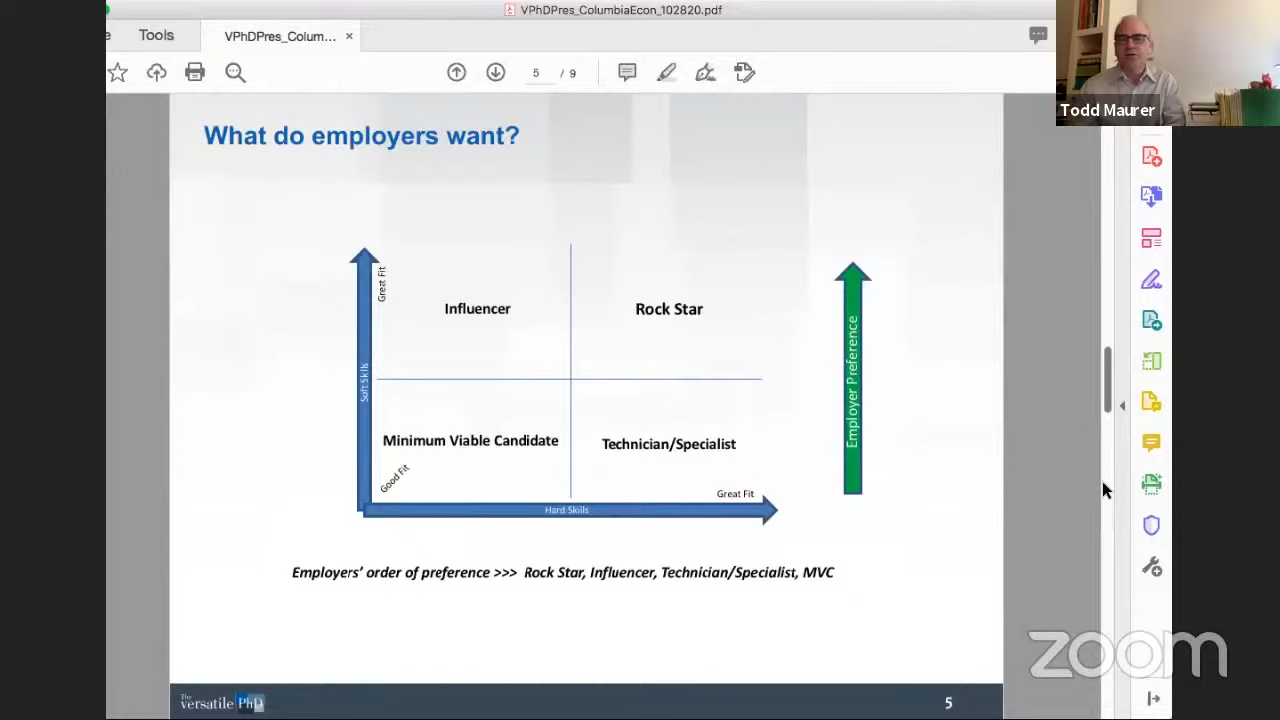 VPhDPres_ColumbiaEcon_102820.pdf
Tools
VPhDPres_Colum...
5 / 9
Todd Maurer
What do employers want?
Great Fit
Influencer
Rock Star
Soft Skills
Employer Preference
Minimum Viable Candidate
Technician/Specialist
Good Fit
Great Fit
Hard Skills
Employers' order of preference >>> Rock Star, Influencer, Technician/Specialist, MVC
zoom
The
versatile PhD
5